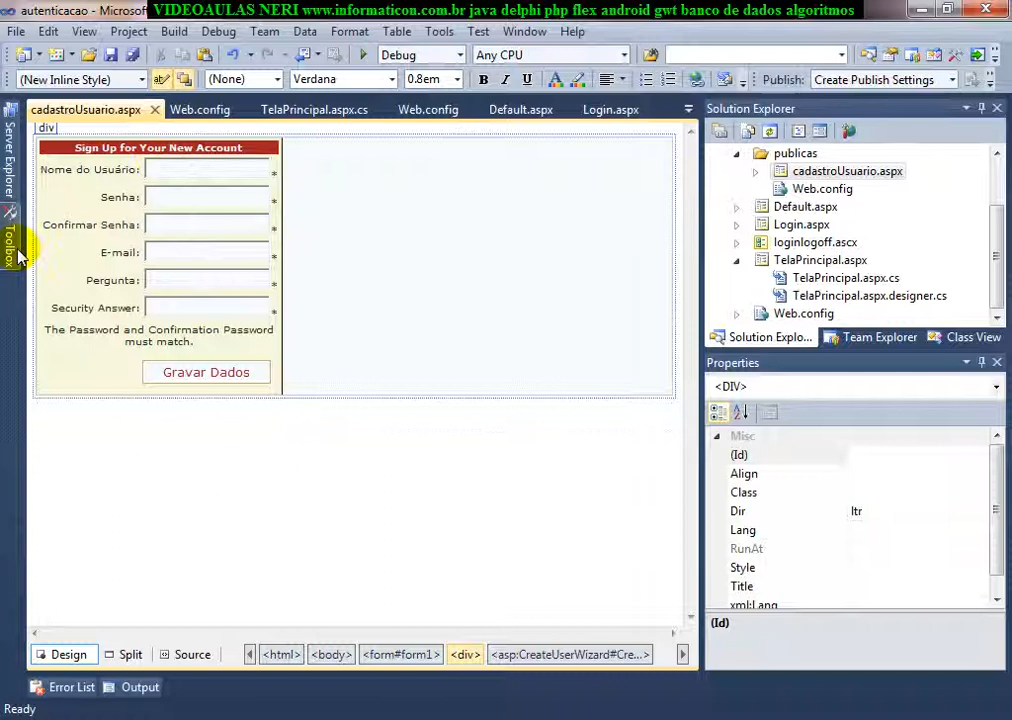 autenticacao - Microsoft
VIDEOAULAS NERI www.informaticon.com.br java delphi php flex android gwt banco de dados algoritmos
File Edit View Project Build Debug Team Data Format Table Tools Test Window Help
Debug Any CPU
(New Inline Style) (None) Verdana 0.8em B I U A Publish: Create Publish Settings
cadastroUsuario.aspx Web.config TelaPrincipal.aspx.cs Web.config Default.aspx Login.aspx
Server Explorer
Toolbox
div
Sign Up for Your New Account
Nome do Usuário: *
Senha: *
Confirmar Senha: *
E-mail: *
Pergunta: *
Security Answer: *
The Password and Confirmation Password
must match.
Gravar Dados
Design Split Source <html> <body> <form#form1> <div> <asp:CreateUserWizard#Cre...>
Solution Explorer
publicas
cadastroUsuario.aspx
Web.config
Default.aspx
Login.aspx
loginlogoff.ascx
TelaPrincipal.aspx
TelaPrincipal.aspx.cs
TelaPrincipal.aspx.designer.cs
Web.config
Solution Explo... Team Explorer Class View
Properties
<DIV>
Misc
(Id)
Align
Class
Dir ltr
Lang
RunAt
Style
Title
xml:Lang
(Id)
Error List Output
Ready